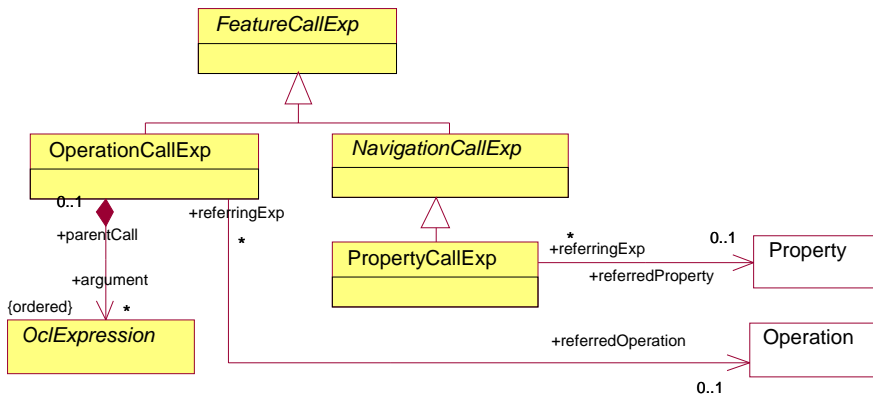 FeatureCallExp
OperationCallExp
NavigationCallExp
0..1
+parentCall
+referringExp
*
+argument
{ordered}
*
OclExpression
PropertyCallExp
*
+referringExp
0..1
+referredProperty
Property
+referredOperation
0..1
Operation